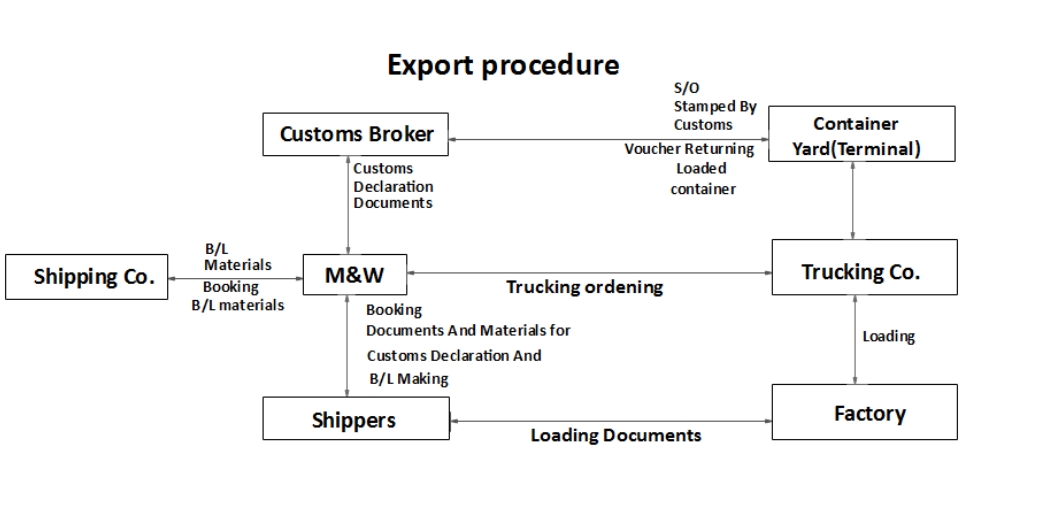 Export procedure
S/O
Stamped By
Customs
Customs Broker
Container
Yard(Terminal)
Voucher Returning
Loaded
container
Customs
Declaration
Documents
B/L
Materials
Shipping Co.
M&W
Trucking Co.
Booking
B/L materials
Trucking ordening
Booking
Documents And Materials for
Customs Declaration And
B/L Making
Loading
Shippers
Factory
Loading Documents